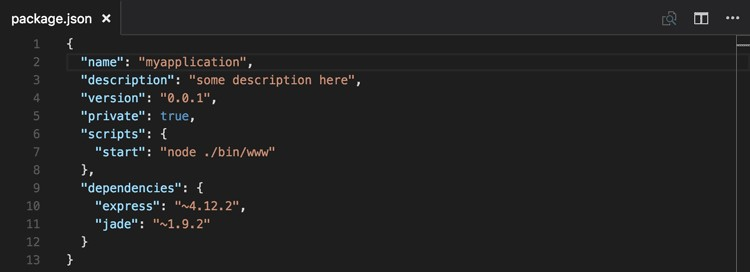 package.json
1 {
2   "name": "myapplication",
3   "description": "some description here",
4   "version": "0.0.1",
5   "private": true,
6   "scripts": {
7     "start": "node ./bin/www"
8   },
9   "dependencies": {
10     "express": "~4.12.2",
11     "jade": "~1.9.2"
12   }
13 }